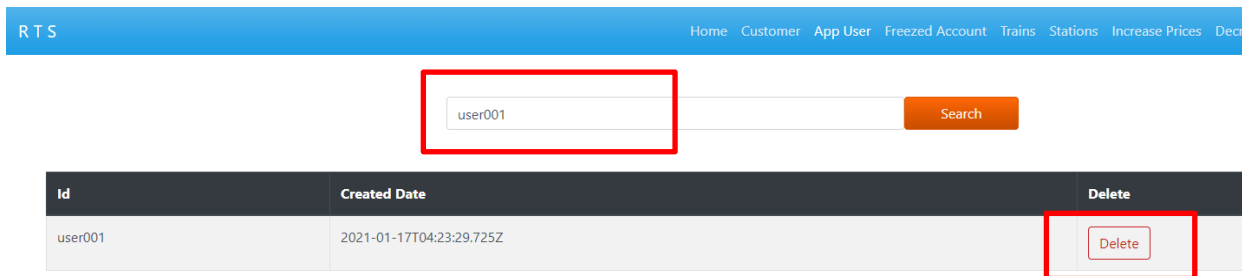 R T S Home Customer App User Freezed Account Trains Stations Increase Prices Decr
user001 Search
Id Created Date Delete
user001 2021-01-17T04:23:29.725Z Delete